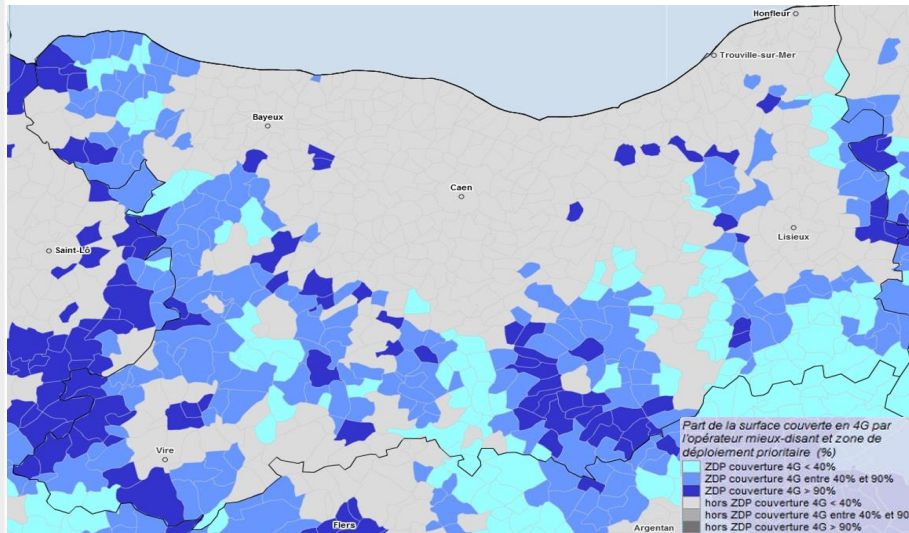 Honfleur
Trouville-sur-Mer
Bayeux
Caen
Saint-Lô
Lisieux
Vire
Flers
Argentan
Part de la surface couverte en 4G par
l'opérateur mieux-disant et zone de
déploiement prioritaire (%)
ZDP couverture 4G < 40%
ZDP couverture 4G entre 40% et 90%
ZDP couverture 4G > 90%
hors ZDP couverture 4G < 40%
hors ZDP couverture 4G entre 40% et 90
hors ZDP couverture 4G > 90%